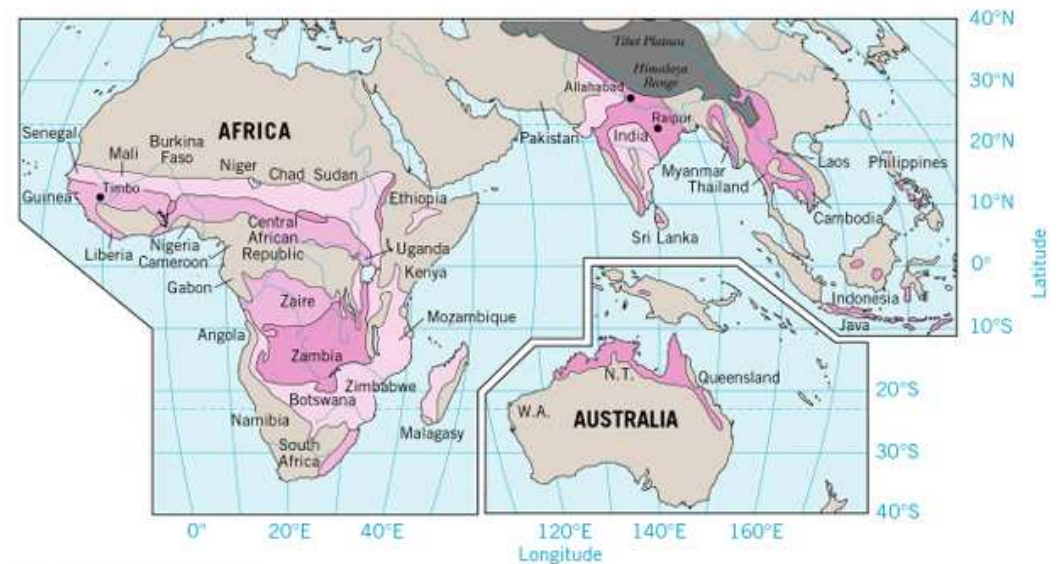 40°N
Tibet Plateau
Himalaya
Range
30°N
Allahabad
AFRICA
Raipur
Senegal
Burkina
Faso
Pakistan
India
20°N
Mali
Niger
Chad
Sudan
Myanmar
Laos
Philippines
Thailand
Guinea
Timbo
Ethiopia
10°N
Central
African
Republic
Cambodia
Liberia
Nigeria
Cameroon
Uganda
Sri Lanka
Kenya
0°
Latitude
Gabon
Zaire
Indonesia
Mozambique
Java
10°S
Angola
Zambia
N.T.
Queensland
Zimbabwe
20°S
Botswana
W.A.
AUSTRALIA
Namibia
Malagasy
South
Africa
30°S
40°S
0°
20°E
40°E
120°E
140°E
160°E
Longitude